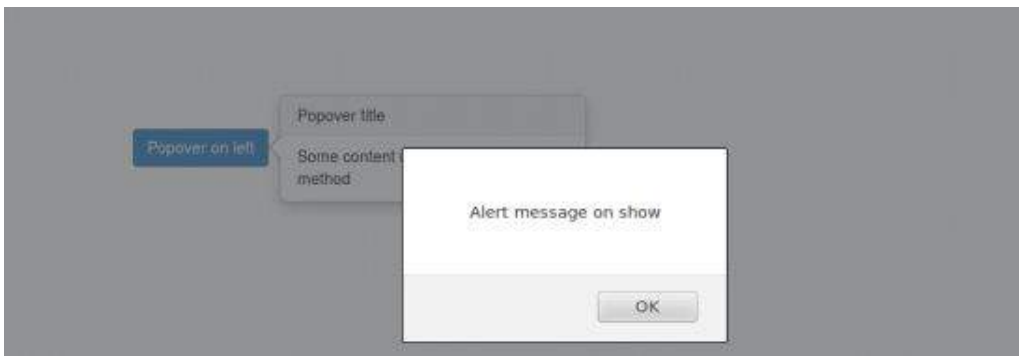 Popover on left
Popover title
Some content
method
Alert message on show
OK